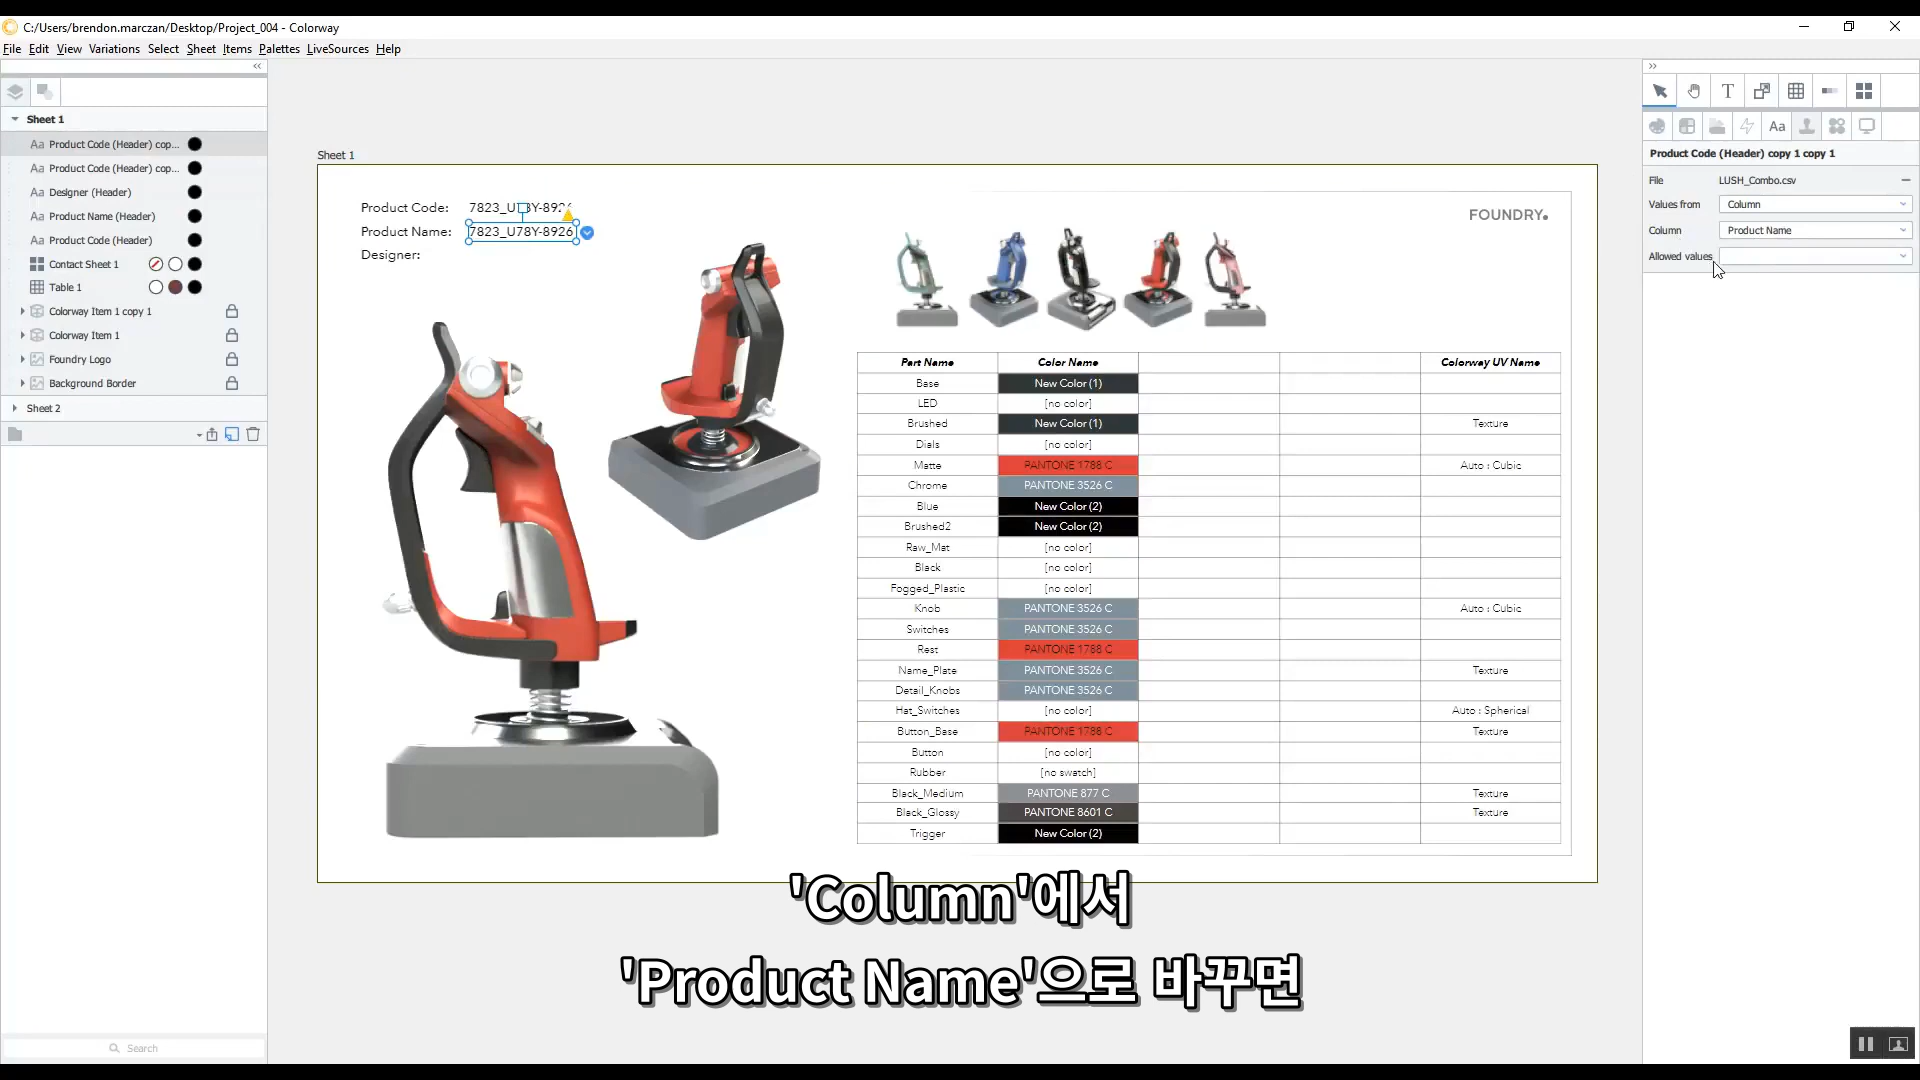 C:/Users/brendon.marczan/Desktop/Project_004 - Colorway
File Edit View Variations Select Sheet Items Palettes LiveSources Help
Sheet 1
Aa Product Code (Header) cop...
Aa Product Code (Header) cop...
Aa Designer (Header)
Aa Product Name (Header)
Aa Product Code (Header)
Contact Sheet 1
Table 1
Colorway Item 1 copy 1
Colorway Item 1
Foundry Logo
Background Border
Sheet 2
Search
Sheet 1
Product Code:
Product Name: 7823_U78Y-8926
Designer:
FOUNDRY.
Part Name Color Name Colorway UV Name
Base New Color (1)
LED [no color]
Brushed New Color (1) Texture
Dials [no color]
Matte PANTONE 1788 C Auto : Cubic
Chrome PANTONE 3526 C
Blue New Color (2)
Brushed2 New Color (2)
Raw_Mat [no color]
Black [no color]
Fogged_Plastic [no color]
Knob PANTONE 3526 C Auto : Cubic
Switches PANTONE 3526 C
Rest PANTONE 1788 C
Name_Plate PANTONE 3526 C Texture
Detail_Knobs PANTONE 3526 C
Hat_Switches [no color] Auto : Spherical
Button_Base PANTONE 1788 C Texture
Button [no color]
Rubber [no swatch]
Black_Medium PANTONE 877 C Texture
Black_Glossy PANTONE 8601 C Texture
Trigger New Color (2)
T
Aa
Product Code (Header) copy 1 copy 1
File LUSH_Combo.csv
Values from Column
Column Product Name
Allowed values
'Column'에서
'Product Name'으로 바꾸면